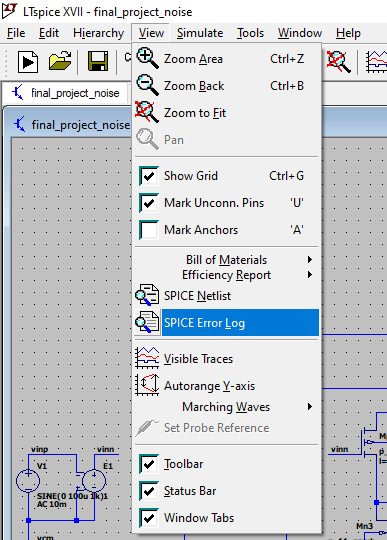 LTspice XVII - final_project_noise
File Edit Hierarchy View Simulate Tools Window Help
final_project_noise
final_project_noise
Zoom Area Ctrl+Z
Zoom Back Ctrl+B
Zoom to Fit
Pan
Show Grid Ctrl+G
Mark Unconn. Pins 'U'
Mark Anchors 'A'
Bill of Materials
Efficiency Report
SPICE Netlist
SPICE Error Log
Visible Traces
Autorange Y-axis
Marching Waves
Set Probe Reference
Toolbar
Status Bar
Window Tabs
vinp vinn
V1 E1
SINE(0 100u 1k)1
AC 10m
vcm
vinn
Mn3